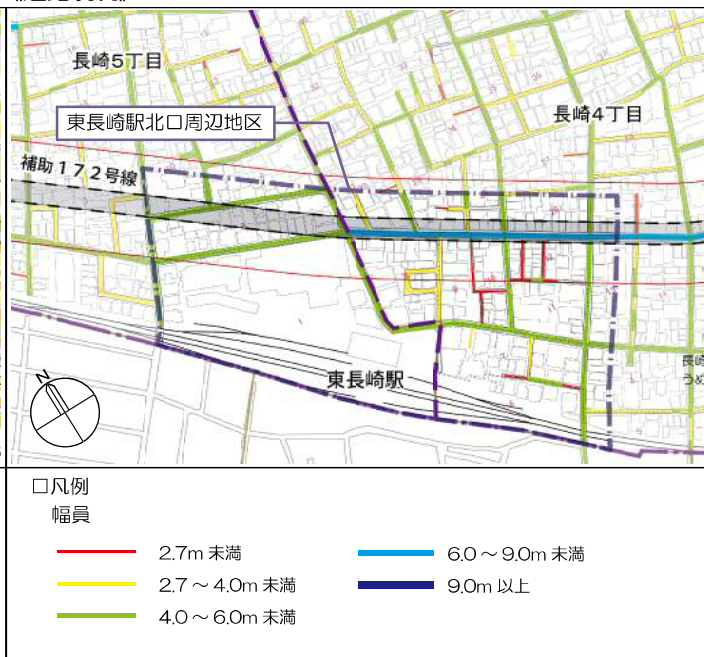 長崎5丁目
東長崎駅北口周辺地区
長崎4丁目
補助172号線
東長崎駅
N
□凡例
幅員
2.7m 未満
2.7 ～ 4.0m 未満
4.0 ～ 6.0m 未満
6.0 ～ 9.0m 未満
9.0m 以上